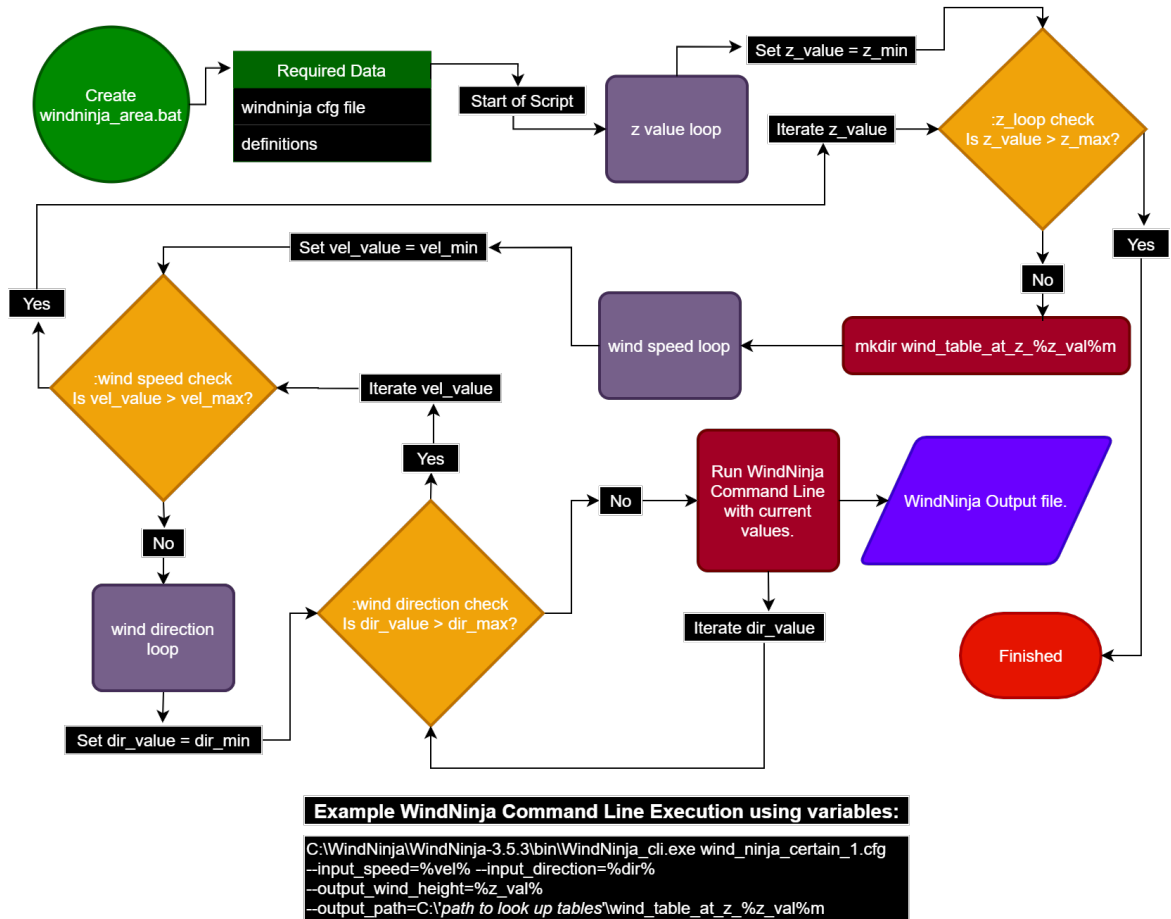 Create
windninja_area.bat
Required Data
windninja cfg file
definitions
Start of Script
z value loop
Set z_value = z_min
Iterate z_value
:z_loop check
Is z_value > z_max?
Yes
No
mkdir wind_table_at_z_%z_val%m
wind speed loop
Set vel_value = vel_min
Yes
:wind speed check
Is vel_value > vel_max?
Iterate vel_value
Yes
No
wind direction
loop
Set dir_value = dir_min
:wind direction check
Is dir_value > dir_max?
No
Run WindNinja
Command Line
with current
values.
WindNinja Output file.
Iterate dir_value
Finished
Example WindNinja Command Line Execution using variables:
C:\WindNinja\WindNinja-3.5.3\bin\WindNinja_cli.exe wind_ninja_certain_1.cfg
--input_speed=%vel% --input_direction=%dir%
--output_wind_height=%z_val%
--output_path=C:\'path to look up tables'\wind_table_at_z_%z_val%m